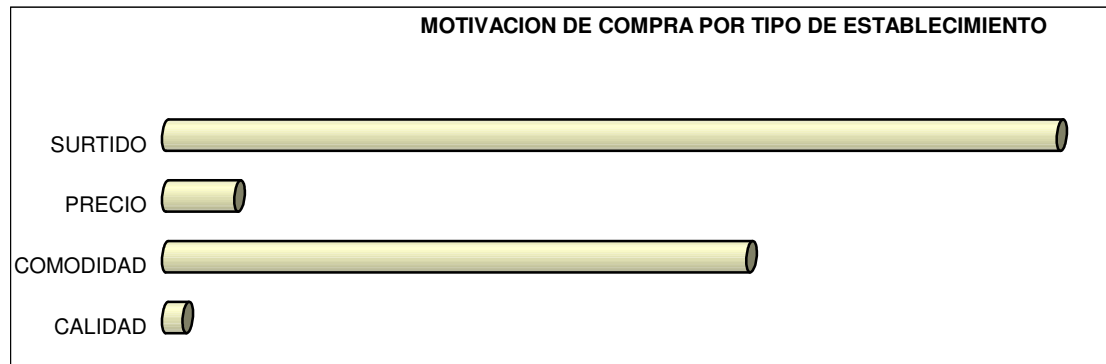 MOTIVACION DE COMPRA POR TIPO DE ESTABLECIMIENTO
SURTIDO
PRECIO
COMODIDAD
CALIDAD